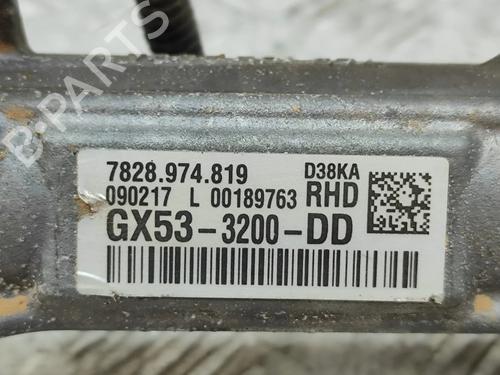 7828.974.819 D38KA
090217 L 00189763 RHD
GX53-3200-DD
B-PARTS